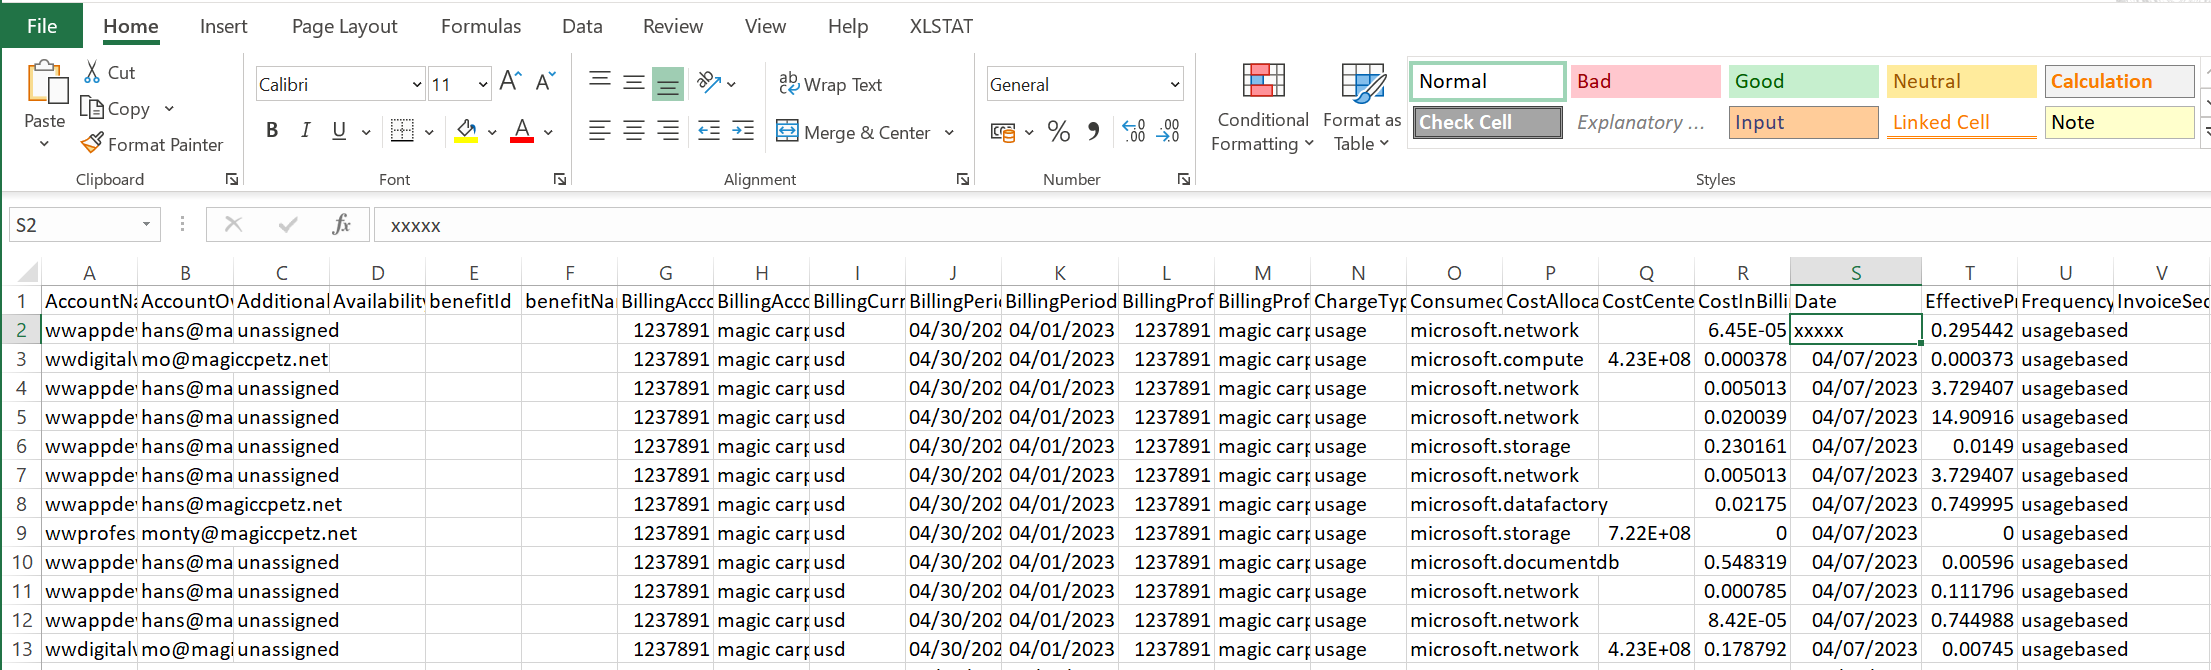 File Home Insert Page Layout Formulas Data Review View Help XLSTAT
Paste
Cut
Copy
Format Painter
Clipboard
Calibri 11
B I U
Font
ab Wrap Text
Merge & Center
Alignment
General
Number
Conditional Formatting
Format as Table
Normal Bad Good Neutral Calculation
Check Cell Explanatory ... Input Linked Cell Note
Styles
S2 fx xxxxx
A B C D E F G H I J K L M N O P Q R S T U V
1 AccountNa AccountOw Additional Availability benefitId benefitNa BillingAcco BillingAcco BillingCurr BillingPerio BillingPeriod BillingProf BillingProf ChargeTyp Consumed CostAlloca CostCente CostInBilli Date EffectivePr Frequency InvoiceSec
2 wwappdev hans@ma unassigned 1237891 magic carp usd 04/30/202 04/01/2023 1237891 magic carp usage microsoft.network 6.45E-05 xxxxx 0.295442 usagebased
3 wwdigitalv mo@magiccpetz.net 1237891 magic carp usd 04/30/202 04/01/2023 1237891 magic carp usage microsoft.compute 4.23E+08 0.000378 04/07/2023 0.000373 usagebased
4 wwappdev hans@ma unassigned 1237891 magic carp usd 04/30/202 04/01/2023 1237891 magic carp usage microsoft.network 0.005013 04/07/2023 3.729407 usagebased
5 wwappdev hans@ma unassigned 1237891 magic carp usd 04/30/202 04/01/2023 1237891 magic carp usage microsoft.network 0.020039 04/07/2023 14.90916 usagebased
6 wwappdev hans@ma unassigned 1237891 magic carp usd 04/30/202 04/01/2023 1237891 magic carp usage microsoft.storage 0.230161 04/07/2023 0.0149 usagebased
7 wwappdev hans@ma unassigned 1237891 magic carp usd 04/30/202 04/01/2023 1237891 magic carp usage microsoft.network 0.005013 04/07/2023 3.729407 usagebased
8 wwappdev hans@magiccpetz.net 1237891 magic carp usd 04/30/202 04/01/2023 1237891 magic carp usage microsoft.datafactory 0.02175 04/07/2023 0.749995 usagebased
9 wwprofes monty@magiccpetz.net 1237891 magic carp usd 04/30/202 04/01/2023 1237891 magic carp usage microsoft.storage 7.22E+08 0 04/07/2023 0 usagebased
10 wwappdev hans@ma unassigned 1237891 magic carp usd 04/30/202 04/01/2023 1237891 magic carp usage microsoft.documentdb 0.548319 04/07/2023 0.00596 usagebased
11 wwappdev hans@ma unassigned 1237891 magic carp usd 04/30/202 04/01/2023 1237891 magic carp usage microsoft.network 0.000785 04/07/2023 0.111796 usagebased
12 wwappdev hans@ma unassigned 1237891 magic carp usd 04/30/202 04/01/2023 1237891 magic carp usage microsoft.network 8.42E-05 04/07/2023 0.744988 usagebased
13 wwdigitalv mo@magi unassigned 1237891 magic carp usd 04/30/202 04/01/2023 1237891 magic carp usage microsoft.network 4.23E+08 0.178792 04/07/2023 0.00745 usagebased